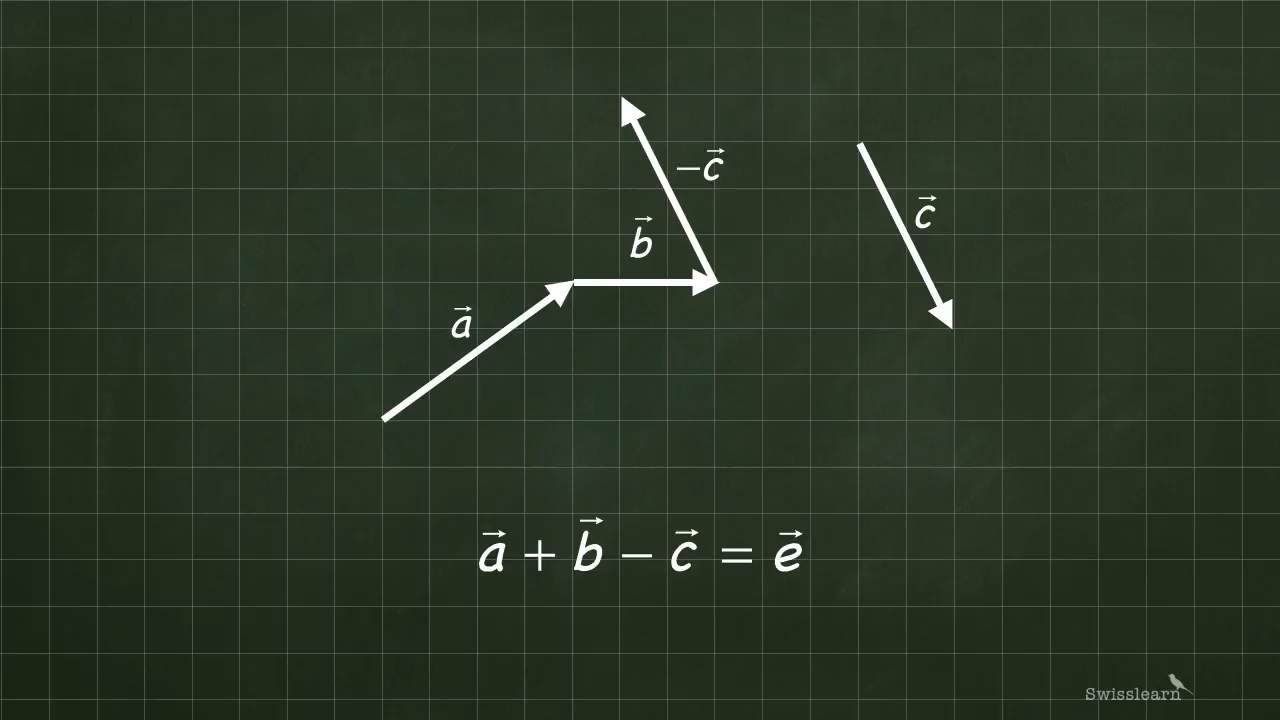 −c⃗
c⃗
b⃗
a⃗
a⃗ + b⃗ − c⃗ = e⃗
Swisslearn